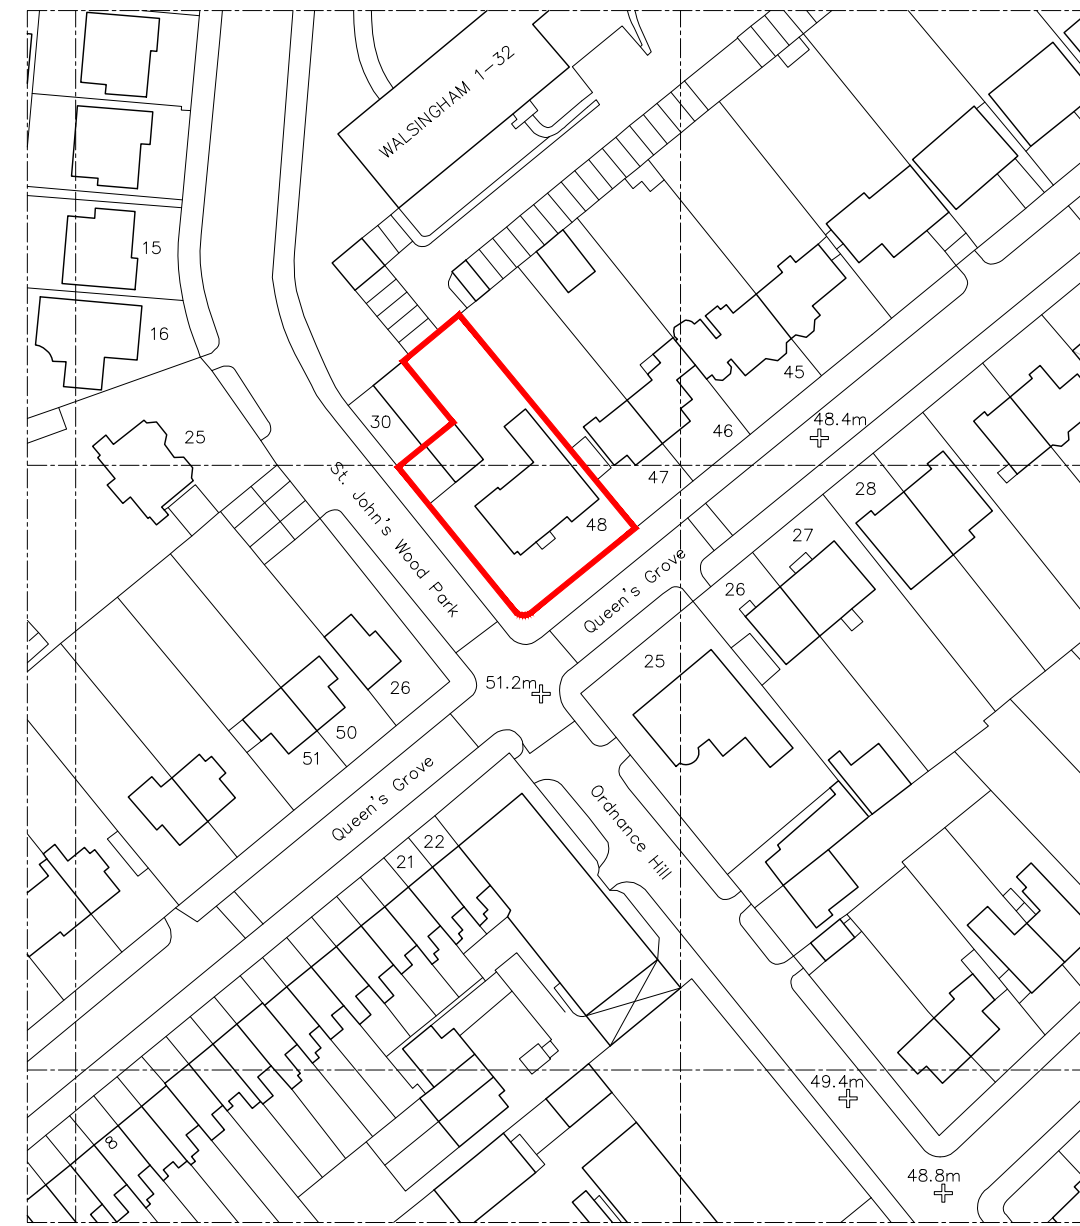 WALSINGHAM 1-32
15
16
30
25
45
46
48.4m
47
48
28
27
26
St. John's Wood Park
Queen's Grove
25
51.2m
26
50
51
Queen's Grove
Ordnance Hill
22
21
49.4m
8
48.8m